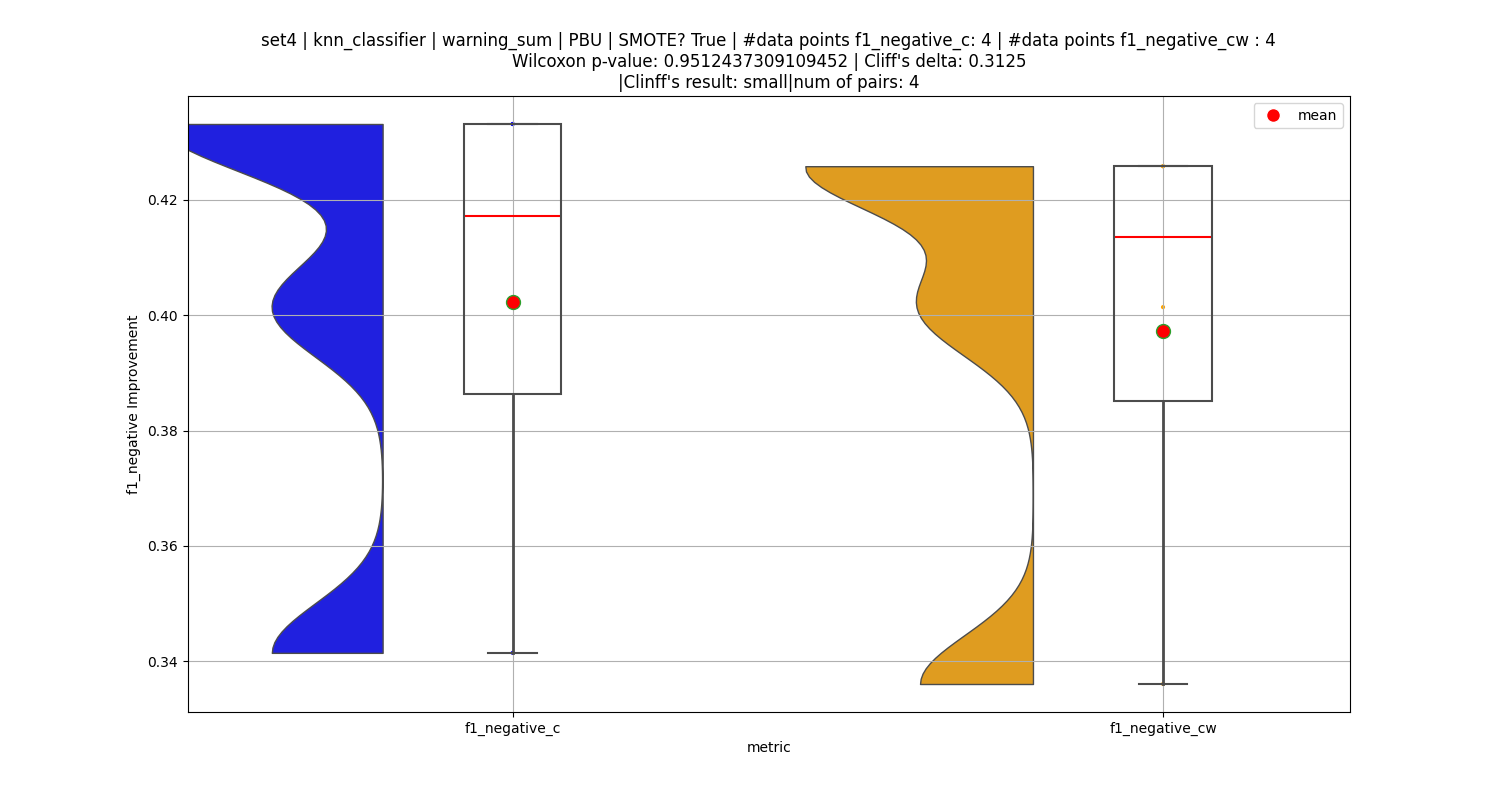 set4 | knn_classifier | warning_sum | PBU | SMOTE? True | #data points f1_negative_c: 4 | #data points f1_negative_cw : 4
Wilcoxon p-value: 0.9512437309109452 | Cliff's delta: 0.3125
|Clinff's result: small|num of pairs: 4
mean
f1_negative Improvement
0.42
0.40
0.38
0.36
0.34
f1_negative_c
f1_negative_cw
metric